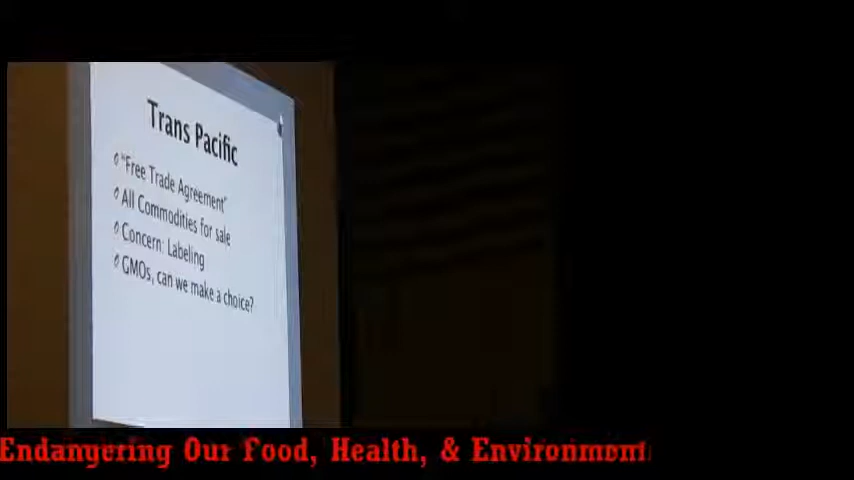 Trans Pacific
"Free Trade Agreement"
All Commodities for sale
Concern: Labeling
GMOs, can we make a choice?
Endangering Our Food, Health, & Environment